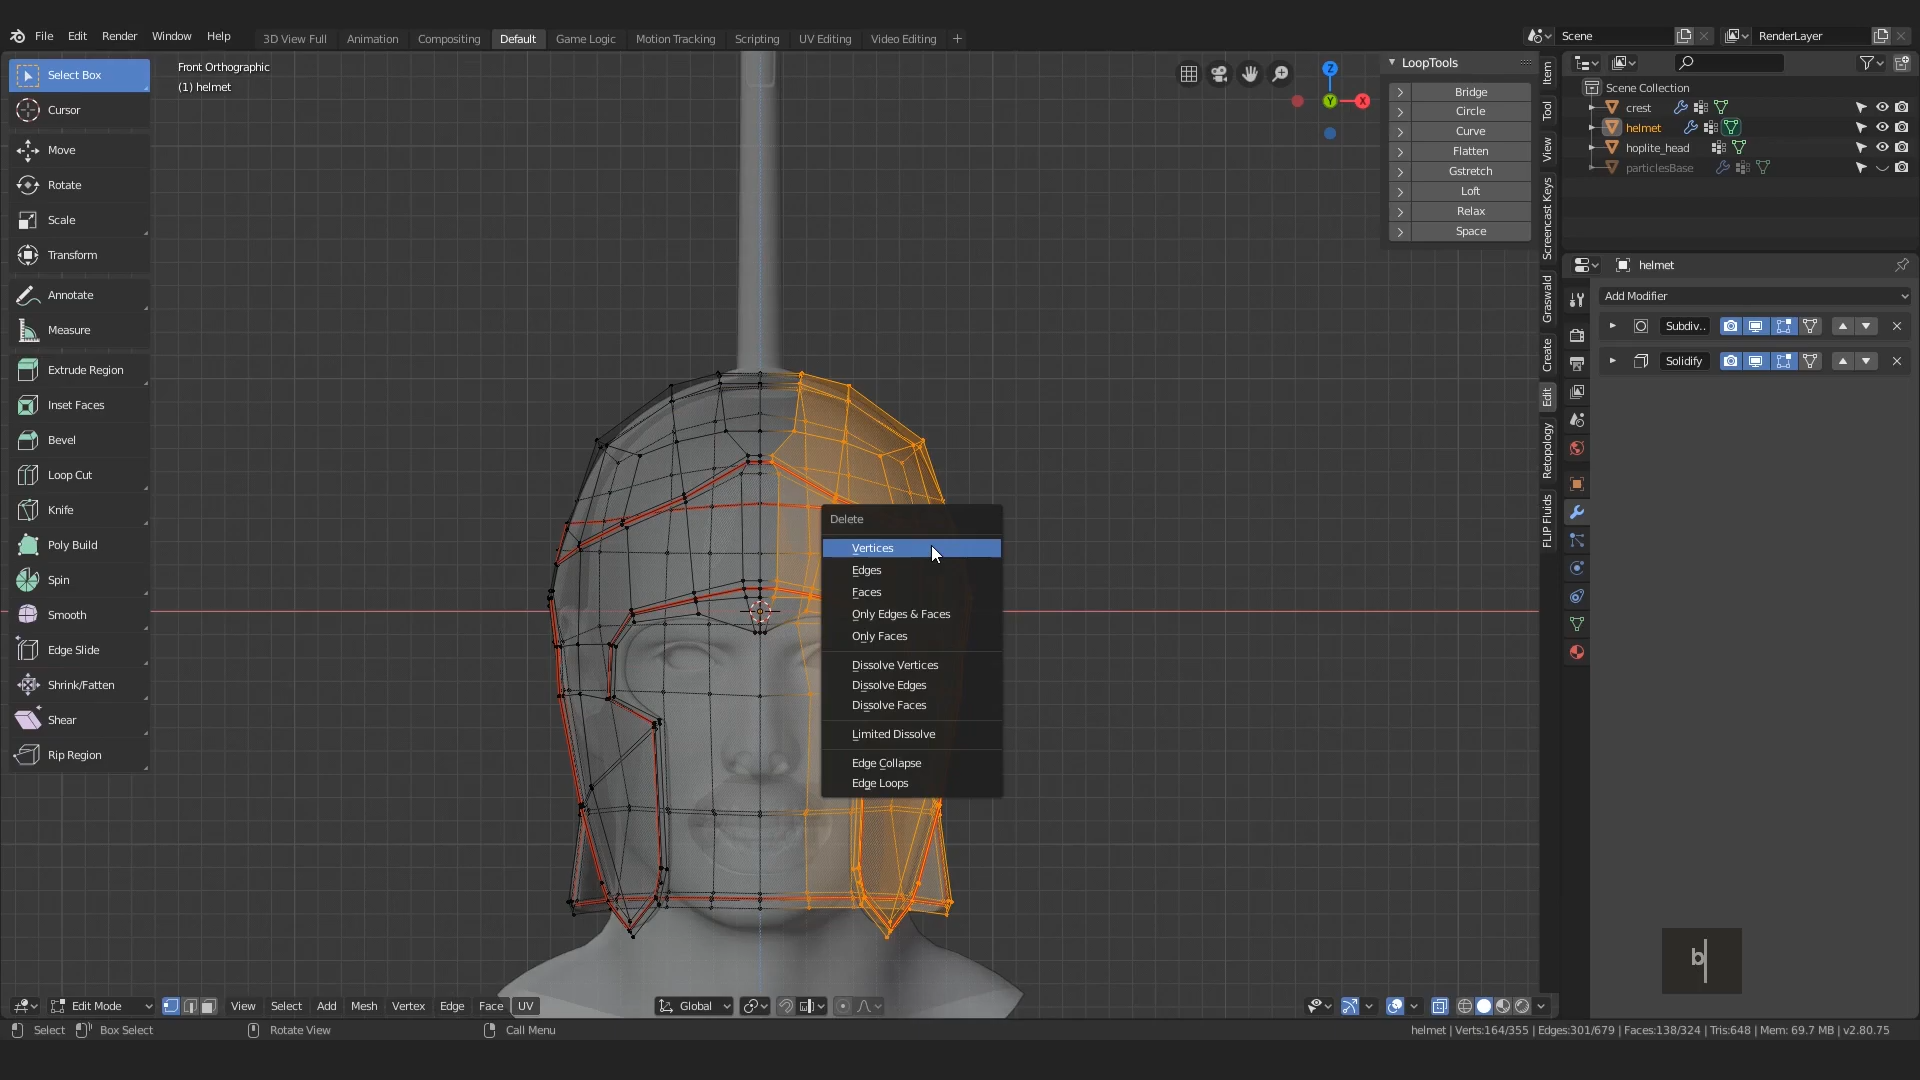 File Edit Render Window Help
3D View Full Animation Compositing Default Game Logic Motion Tracking Scripting UV Editing Video Editing +
Scene
RenderLayer
Select Box
Cursor
Move
Rotate
Scale
Transform
Annotate
Measure
Extrude Region
Inset Faces
Bevel
Loop Cut
Knife
Poly Build
Spin
Smooth
Edge Slide
Shrink/Fatten
Shear
Rip Region
Front Orthographic
(1) helmet
Z
Y
X
LoopTools
Bridge
Circle
Curve
Flatten
Gstretch
Loft
Relax
Space
Item
Tool
View
Screencast Keys
Graswald
Create
Edit
Retopology
FLIP Fluids
Scene Collection
crest
helmet
hoplite_head
particlesBase
helmet
Add Modifier
Subdiv..
Solidify
Delete
Vertices
Edges
Faces
Only Edges & Faces
Only Faces
Dissolve Vertices
Dissolve Edges
Dissolve Faces
Limited Dissolve
Edge Collapse
Edge Loops
b
Edit Mode View Select Add Mesh Vertex Edge Face UV Global
Select Box Select Rotate View Call Menu
helmet | Verts:164/355 | Edges:301/679 | Faces:138/324 | Tris:648 | Mem: 69.7 MB | v2.80.75